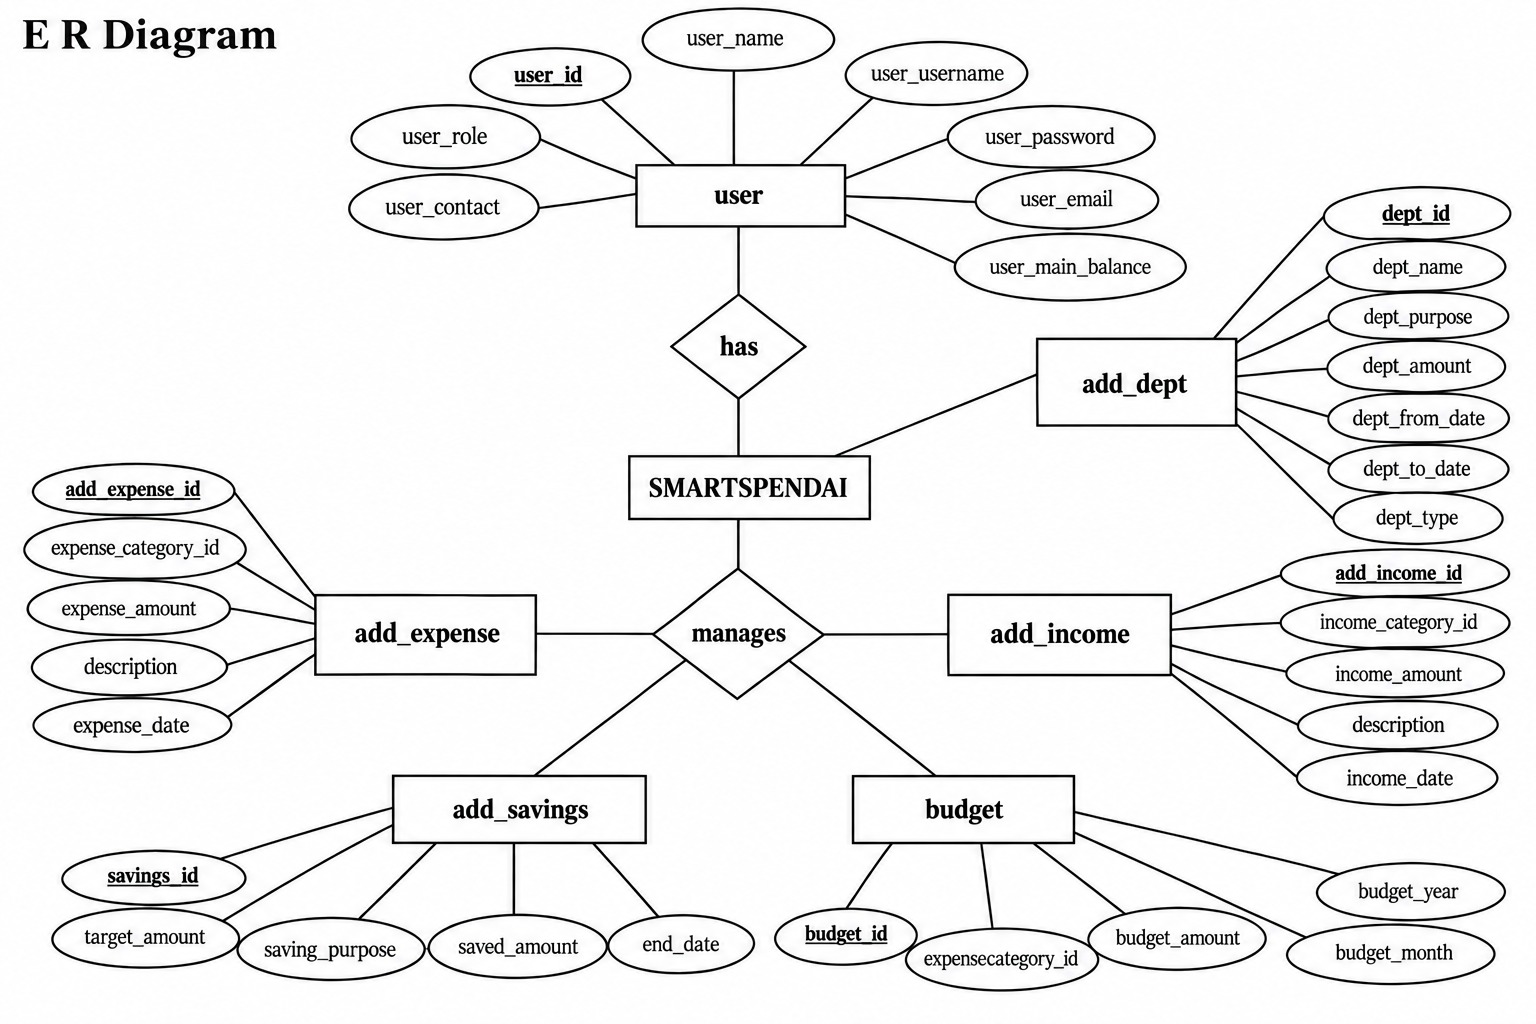 E R Diagram
user_name
user_id
user_username
user_role
user_password
user_contact
user
user_email
user_main_balance
dept_id
dept_name
dept_purpose
dept_amount
dept_from_date
dept_to_date
dept_type
has
add_dept
SMARTSPENDAI
add_expense_id
expense_category_id
expense_amount
description
expense_date
add_expense
manages
add_income
add_income_id
income_category_id
income_amount
description
income_date
add_savings
budget
savings_id
target_amount
saving_purpose
saved_amount
end_date
budget_id
expensecategory_id
budget_amount
budget_year
budget_month